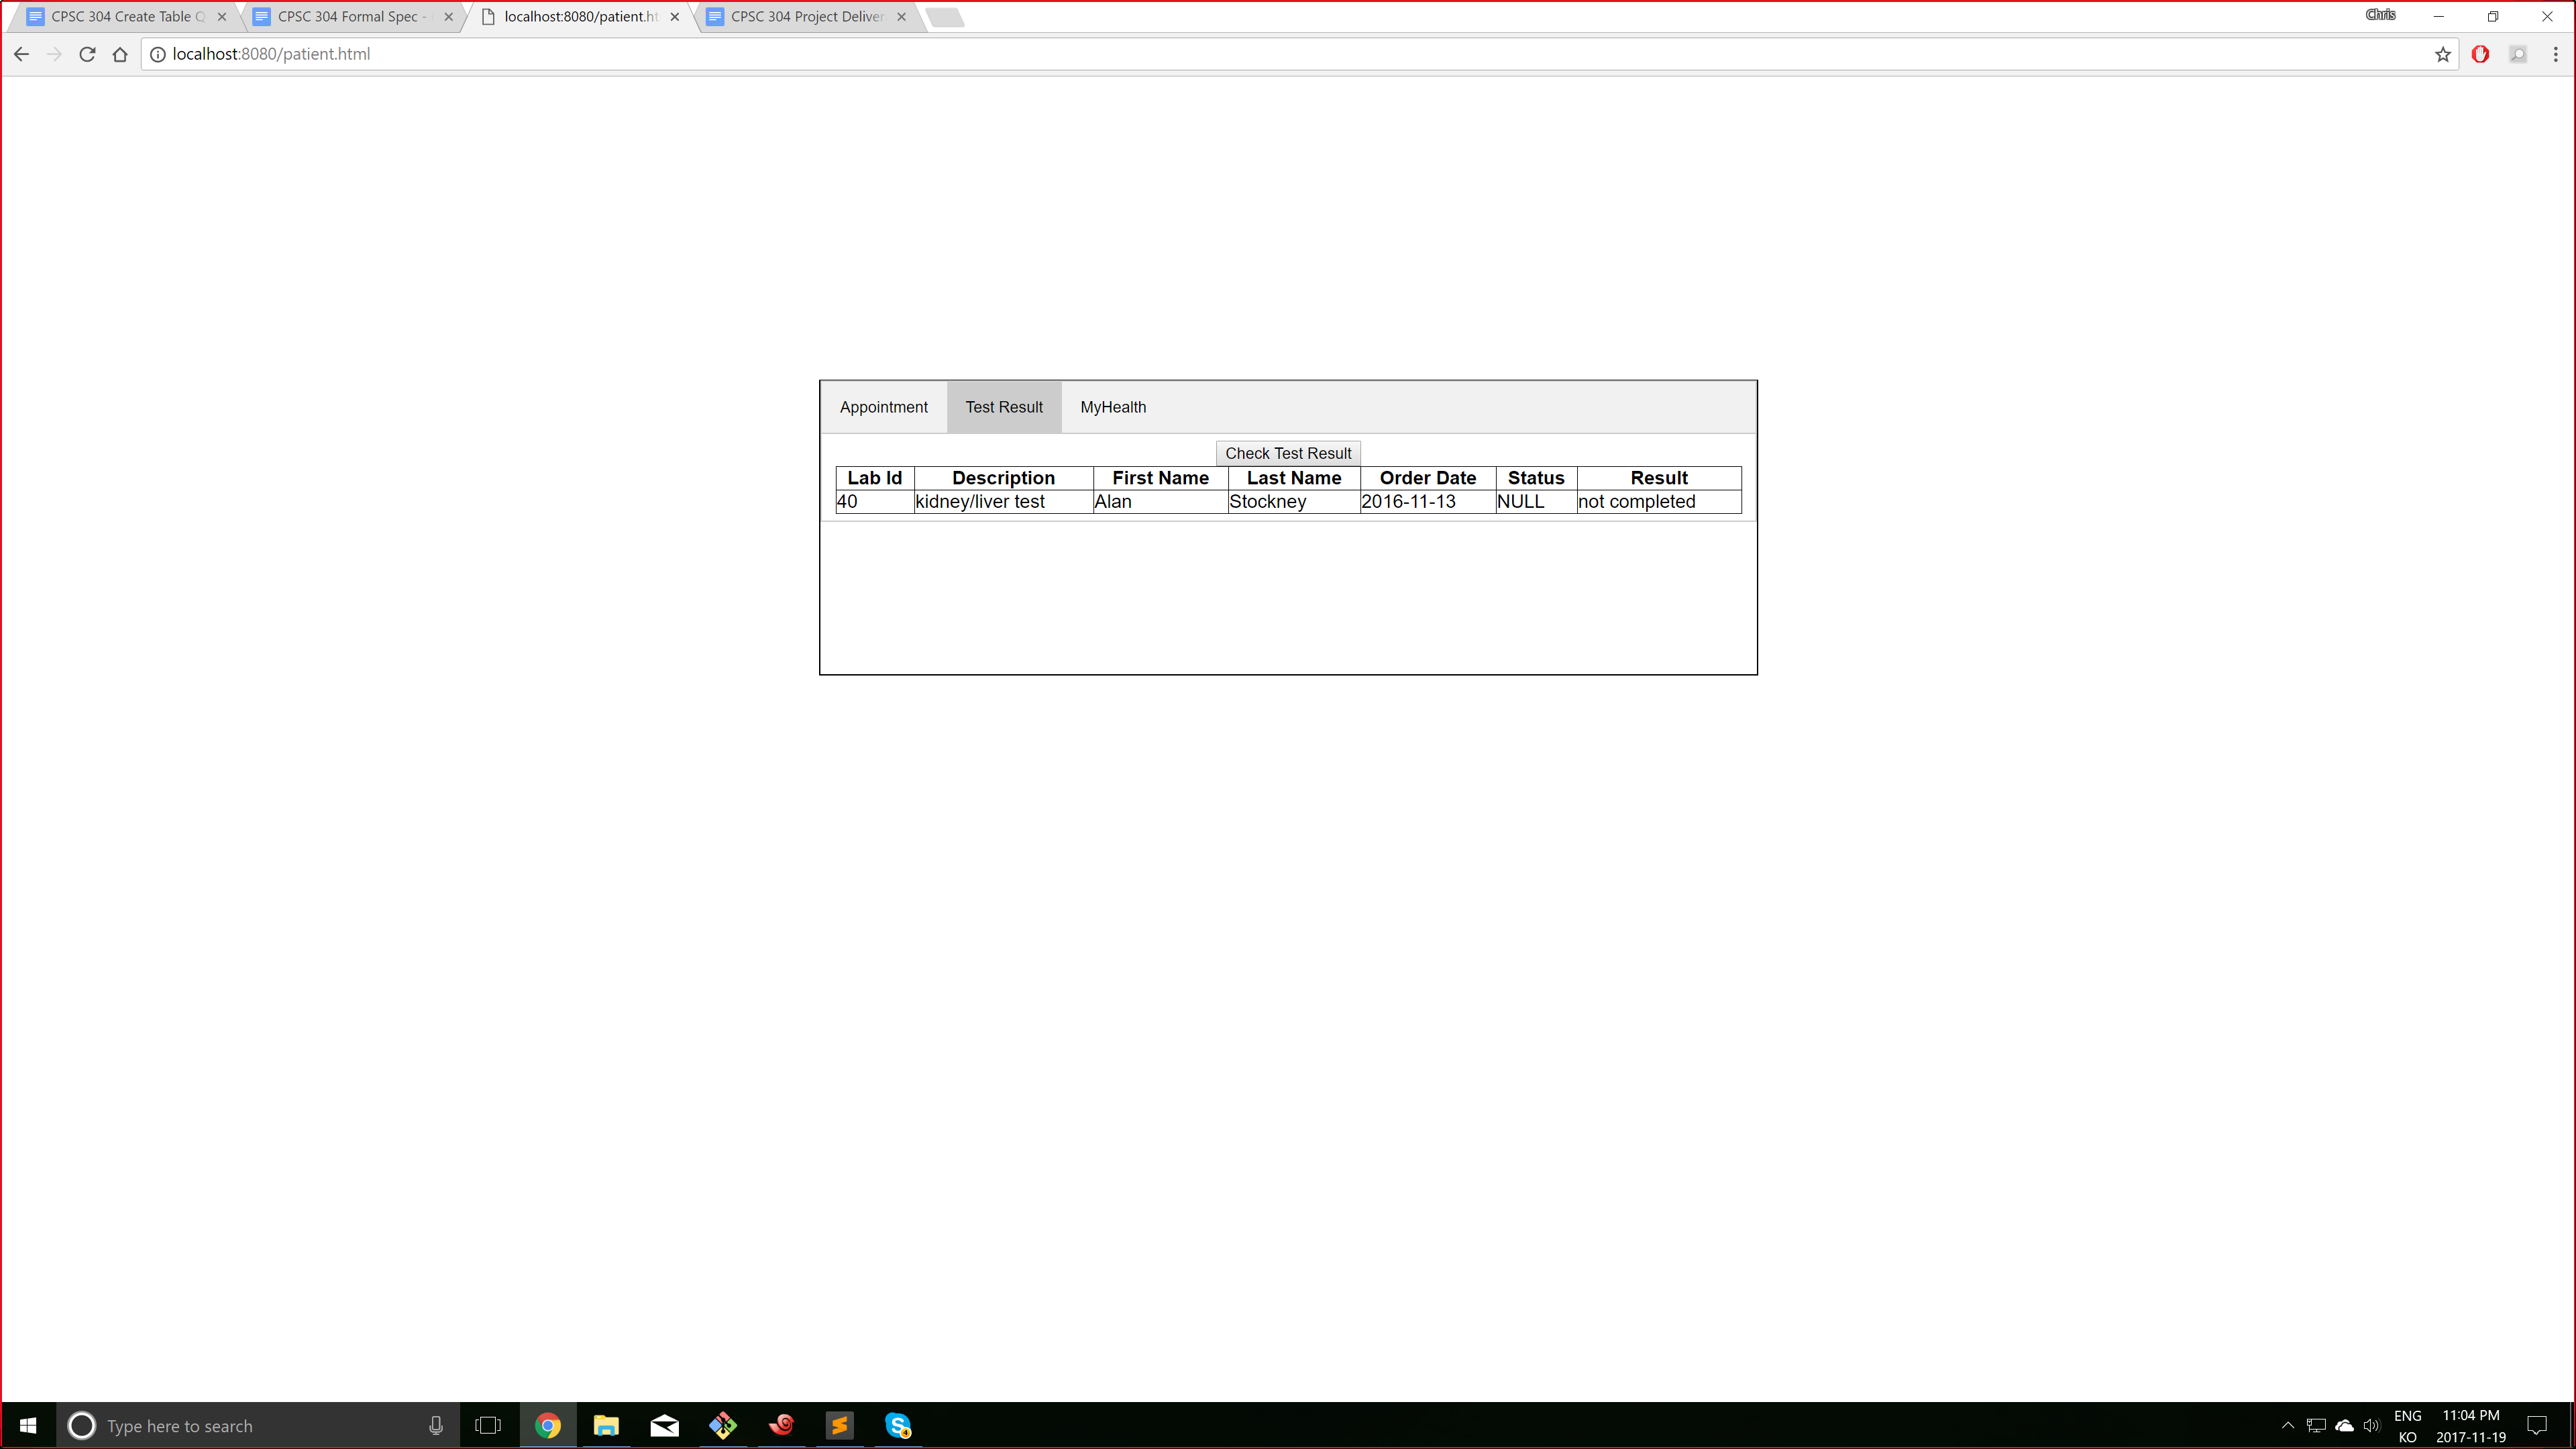 CPSC 304 Create Table Q
CPSC 304 Formal Spec -
localhost:8080/patient.ht
CPSC 304 Project Deliver
Chris
localhost:8080/patient.html
Appointment Test Result MyHealth
Check Test Result
Lab Id Description First Name Last Name Order Date Status Result
40 kidney/liver test Alan Stockney 2016-11-13 NULL not completed
Type here to search
S 4
ENG 11:04 PM
KO 2017-11-19